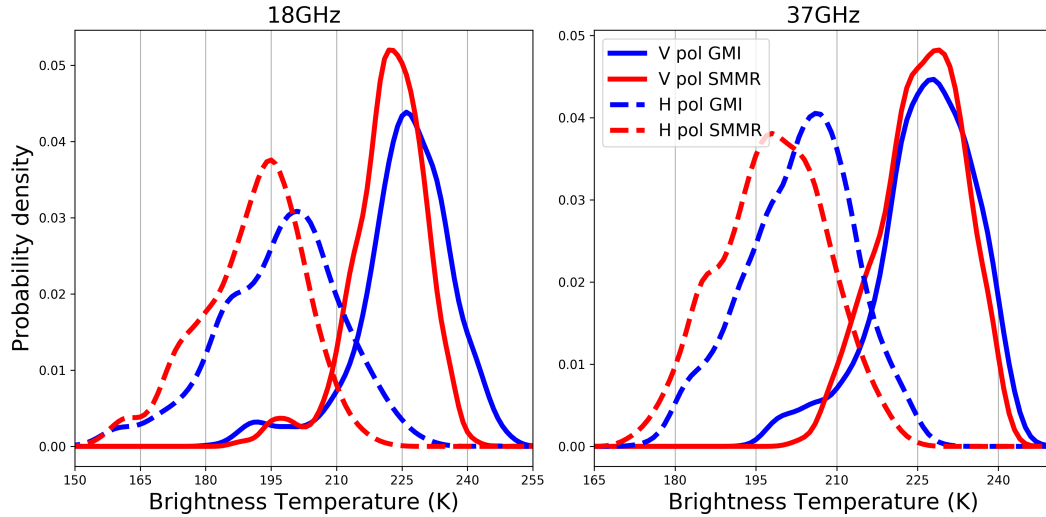 18GHz
37GHz
Probability density
0.05
0.04
0.03
0.02
0.01
0.00
150 165 180 195 210 225 240 255
Brightness Temperature (K)
0.05
0.04
0.03
0.02
0.01
0.00
165 180 195 210 225 240
Brightness Temperature (K)
V pol GMI
V pol SMMR
H pol GMI
H pol SMMR